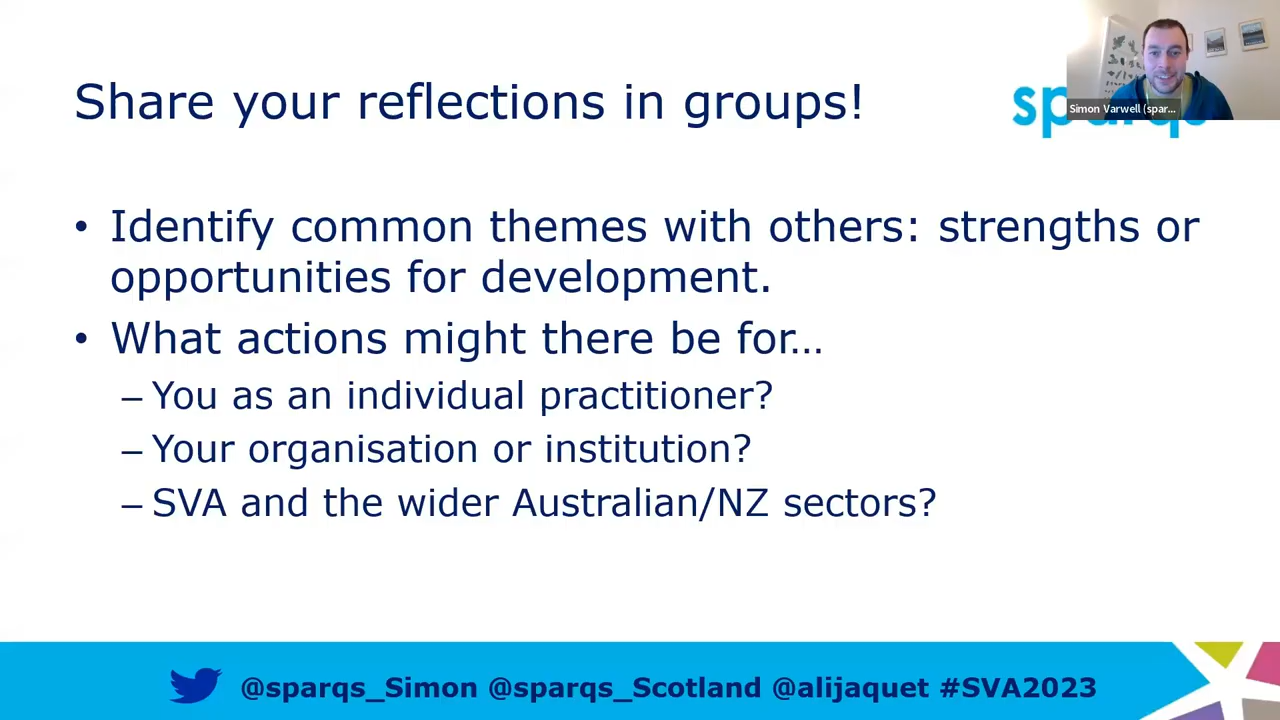 Share your reflections in groups!
sparqs
Simon Varwell (spar...
• Identify common themes with others: strengths or
opportunities for development.
• What actions might there be for…
– You as an individual practitioner?
– Your organisation or institution?
– SVA and the wider Australian/NZ sectors?
@sparqs_Simon @sparqs_Scotland @alijaquet #SVA2023